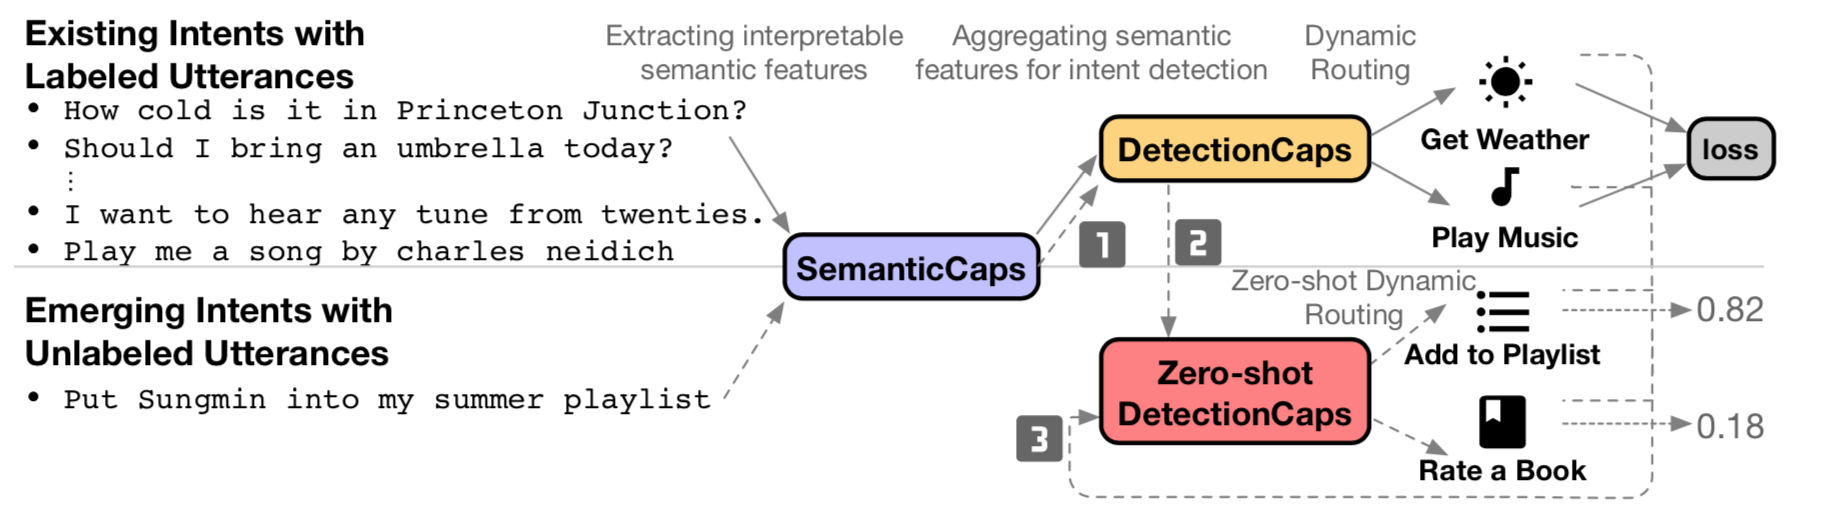 Existing Intents with
Labeled Utterances
• How cold is it in Princeton Junction?
• Should I bring an umbrella today?
⋮
• I want to hear any tune from twenties.
• Play me a song by charles neidich
Emerging Intents with
Unlabeled Utterances
• Put Sungmin into my summer playlist
Extracting interpretable
semantic features
Aggregating semantic
features for intent detection
Dynamic
Routing
SemanticCaps
DetectionCaps
1
2
Get Weather
Play Music
loss
Zero-shot Dynamic
Routing
Zero-shot
DetectionCaps
3
Add to Playlist
0.82
Rate a Book
0.18